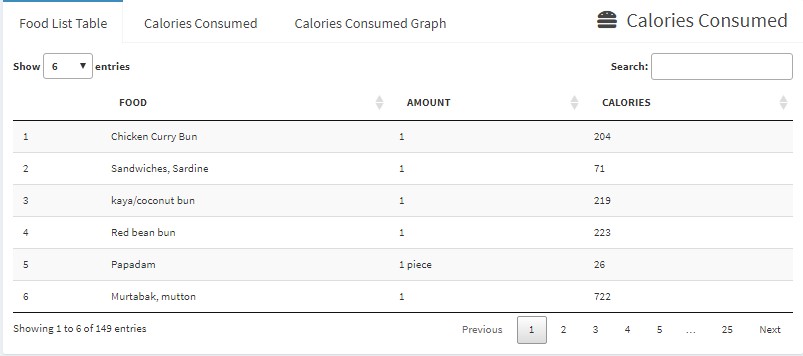 Food List Table Calories Consumed Calories Consumed Graph Calories Consumed
Show 6 entries Search:
FOOD AMOUNT CALORIES
1 Chicken Curry Bun 1 204
2 Sandwiches, Sardine 1 71
3 kaya/coconut bun 1 219
4 Red bean bun 1 223
5 Papadam 1 piece 26
6 Murtabak, mutton 1 722
Showing 1 to 6 of 149 entries Previous 1 2 3 4 5 ... 25 Next